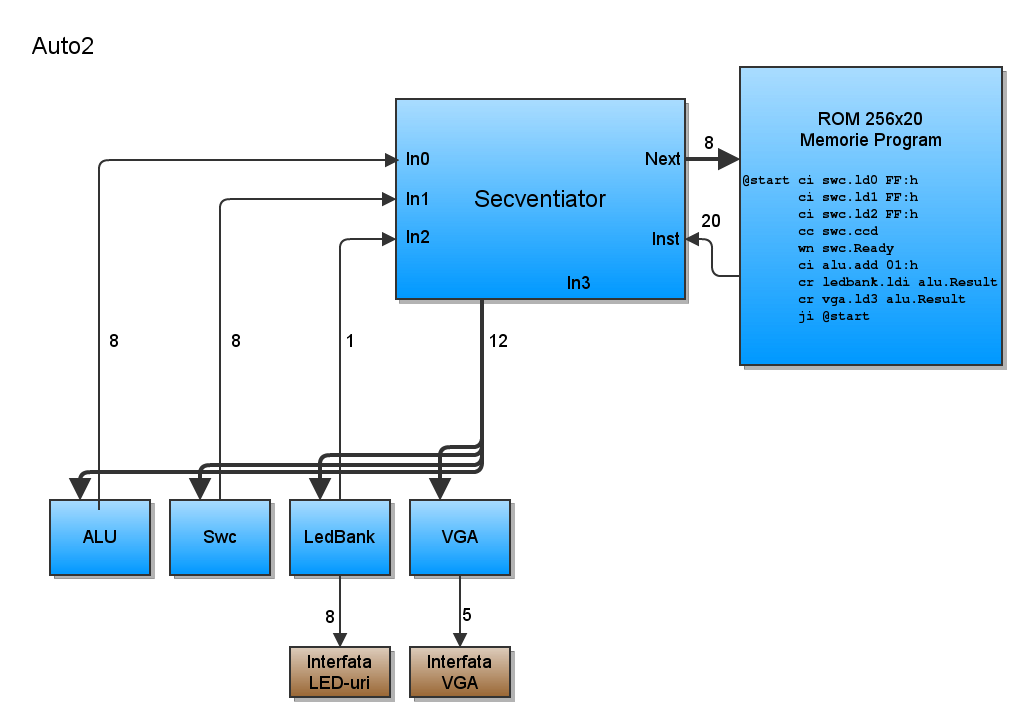 Auto2
In0
In1
In2
Secventiator
Next
Inst
In3
8
20
ROM 256x20
Memorie Program
@start ci swc.ld0 FF:h
ci swc.ld1 FF:h
ci swc.ld2 FF:h
cc swc.ccd
wn swc.Ready
ci alu.add 01:h
cr ledbank.ldi alu.Result
cr vga.ld3 alu.Result
ji @start
8
8
1
12
ALU
Swc
LedBank
VGA
8
5
Interfata
LED-uri
Interfata
VGA